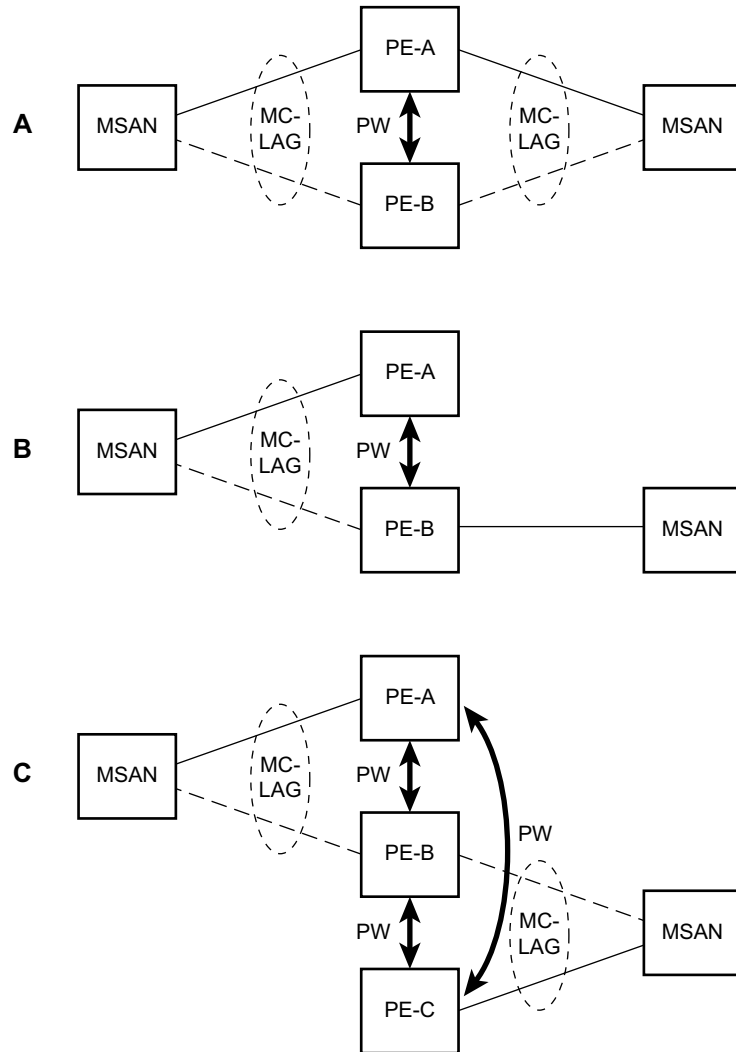 A
MSAN
MC-
LAG
PE-A
PW
PE-B
MC-
LAG
MSAN
B
MSAN
MC-
LAG
PE-A
PW
PE-B
MSAN
C
MSAN
MC-
LAG
PE-A
PW
PE-B
PW
PW
PE-C
MC-
LAG
MSAN